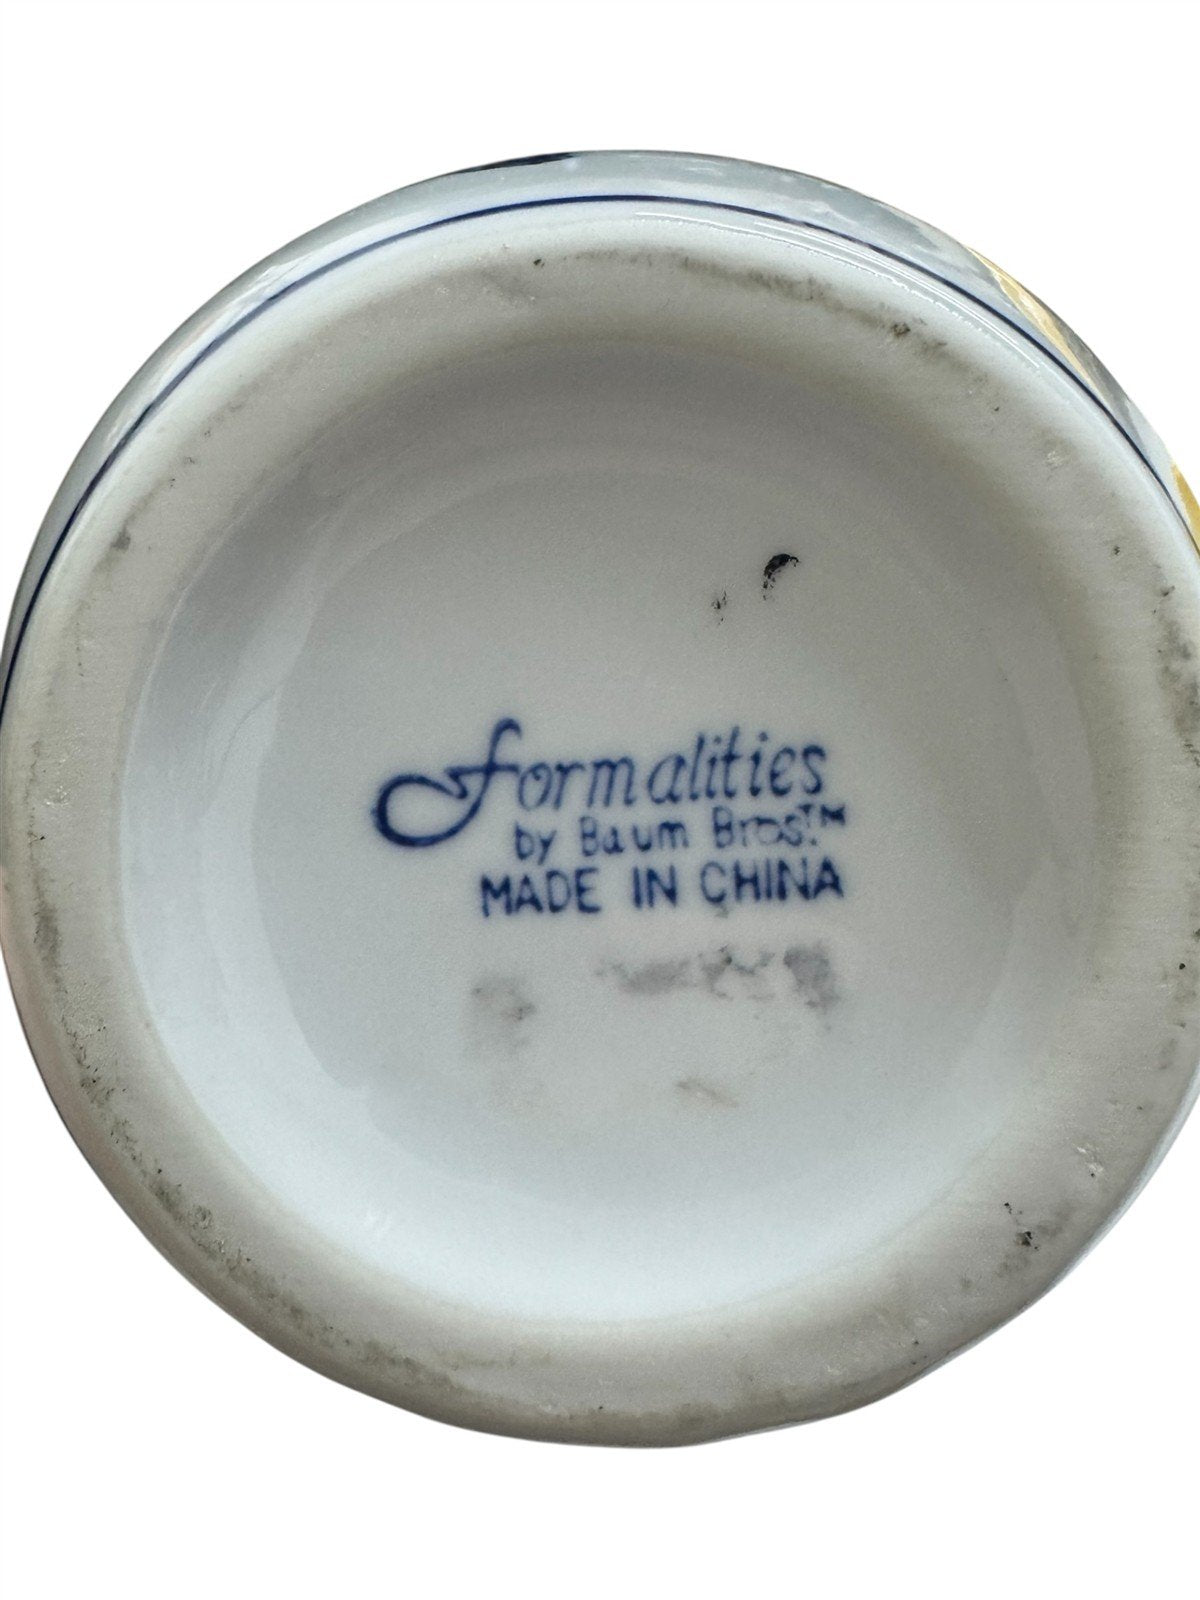 Formalities
by Baum Bros.™
MADE IN CHINA